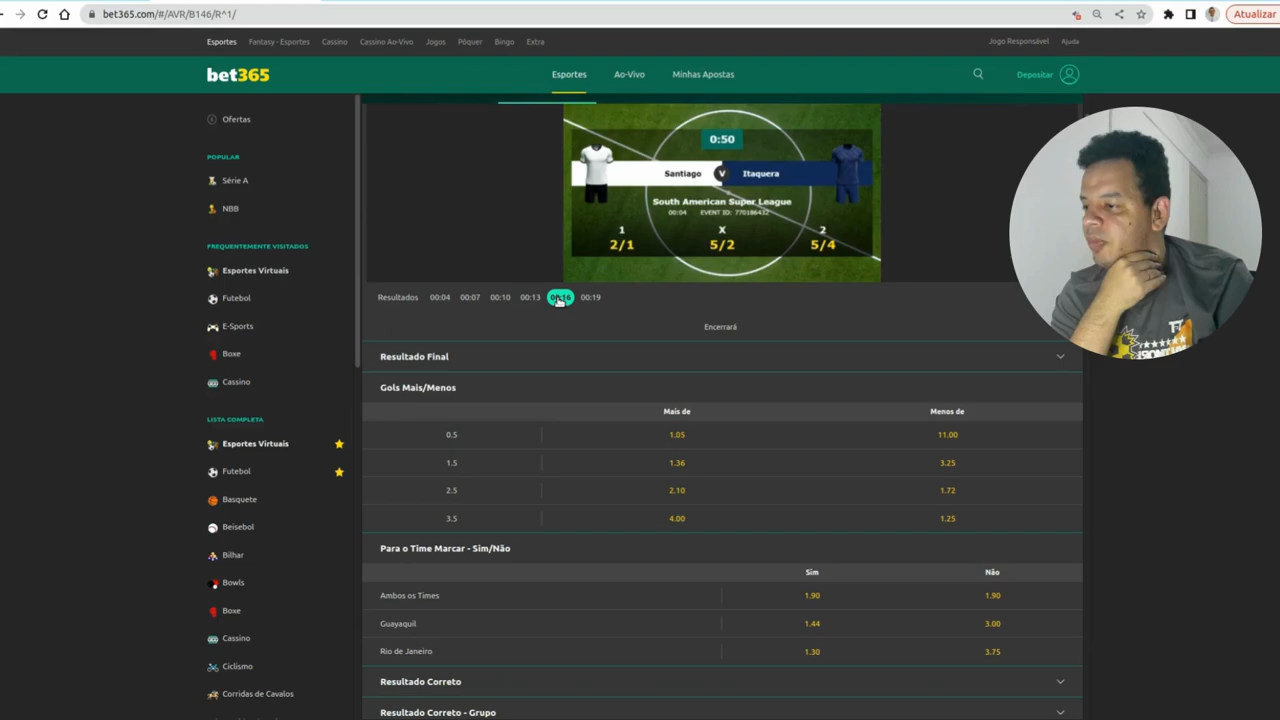 bet365.com/#/AVR/B146/R^1/
Atualizar
Esportes Fantasy - Esportes Cassino Cassino Ao-Vivo Jogos Pôquer Bingo Extra
Jogo Responsável Ajuda
bet365
Esportes Ao-Vivo Minhas Apostas
Depositar
Ofertas
POPULAR
Série A
NBB
FREQUENTEMENTE VISITADOS
Esportes Virtuais
Futebol
E-Sports
Boxe
Cassino
LISTA COMPLETA
Esportes Virtuais
Futebol
Basquete
Beisebol
Bilhar
Bowls
Boxe
Cassino
Ciclismo
Corridas de Cavalos
0:50
Santiago V Itaquera
South American Super League
00:04 EVENT ID: 770186432
1 X 2
2/1 5/2 5/4
Resultados 00:04 00:07 00:10 00:13 00:16 00:19
Encerrará
Resultado Final
Gols Mais/Menos
Mais de Menos de
0.5 1.05 11.00
1.5 1.36 3.25
2.5 2.10 1.72
3.5 4.00 1.25
Para o Time Marcar - Sim/Não
Sim Não
Ambos os Times 1.90 1.90
Guayaquil 1.44 3.00
Rio de Janeiro 1.30 3.75
Resultado Correto
Resultado Correto - Grupo